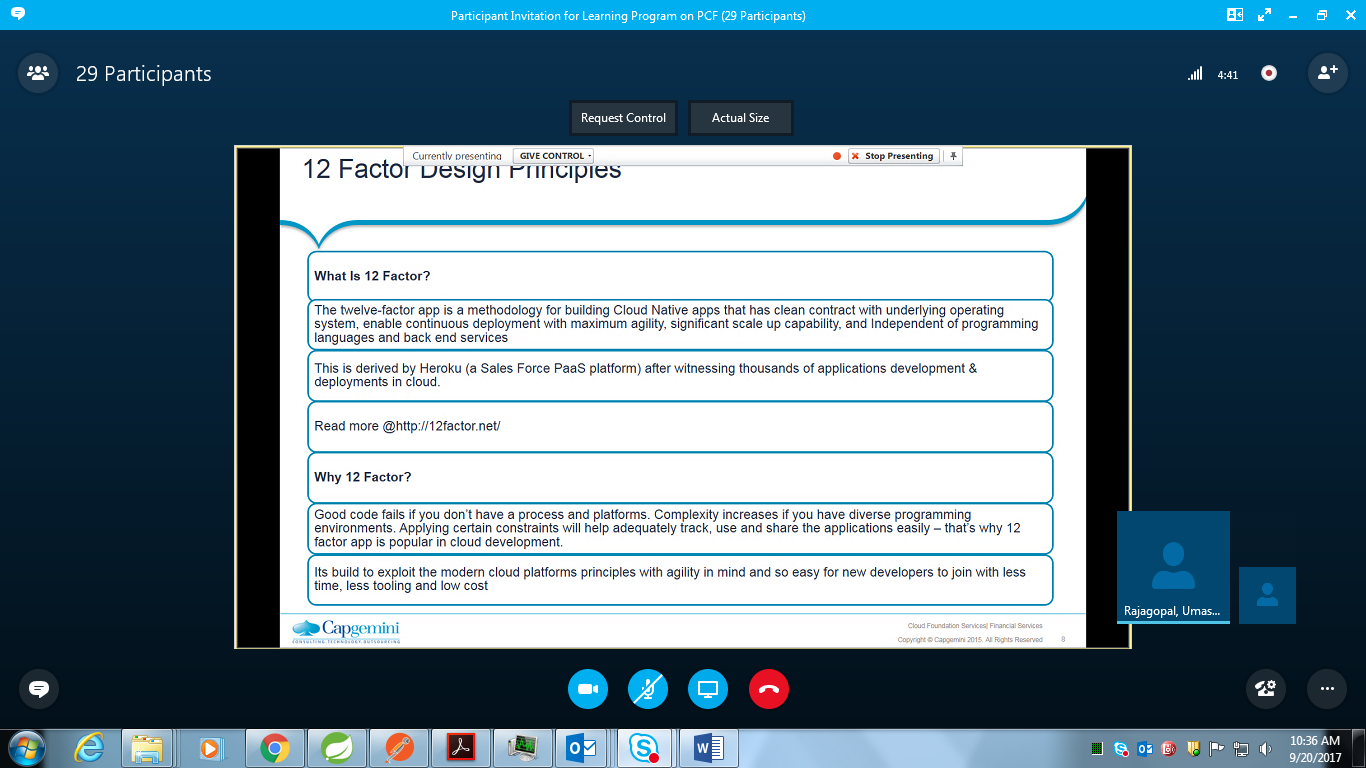 Participant Invitation for Learning Program on PCF (29 Participants)
29 Participants
4:41
Request Control
Actual Size
Currently presenting
GIVE CONTROL
Stop Presenting
12 Factor Design Principles
What Is 12 Factor?
The twelve-factor app is a methodology for building Cloud Native apps that has clean contract with underlying operating
system, enable continuous deployment with maximum agility, significant scale up capability, and Independent of programming
languages and back end services
This is derived by Heroku (a Sales Force PaaS platform) after witnessing thousands of applications development &
deployments in cloud.
Read more @http://12factor.net/
Why 12 Factor?
Good code fails if you don't have a process and platforms. Complexity increases if you have diverse programming
environments. Applying certain constraints will help adequately track, use and share the applications easily – that's why 12
factor app is popular in cloud development.
Its build to exploit the modern cloud platforms principles with agility in mind and so easy for new developers to join with less
time, less tooling and low cost
Capgemini
CONSULTING.TECHNOLOGY.OUTSOURCING
Cloud Foundation Services| Financial Services
Copyright © Capgemini 2015. All Rights Reserved
8
Rajagopal, Umas...
10:36 AM
9/20/2017